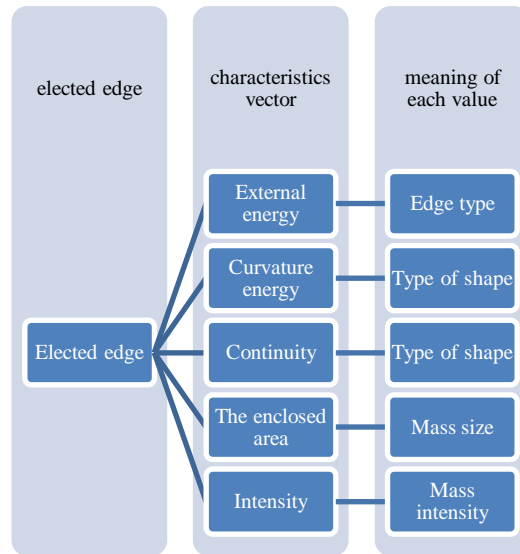 elected edge
characteristics
vector
meaning of
each value
External
energy
Edge type
Curvature
energy
Type of shape
Elected edge
Continuity
Type of shape
The enclosed
area
Mass size
Intensity
Mass
intensity